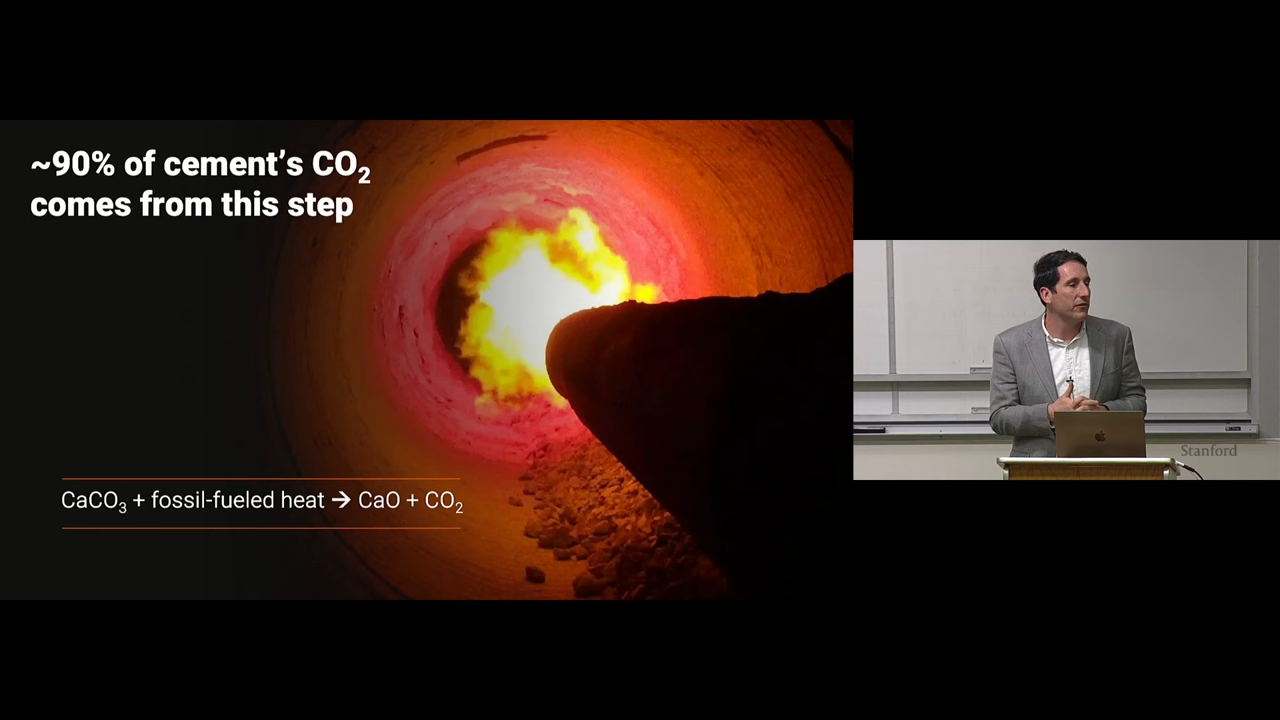 ~90% of cement’s CO₂
comes from this step
CaCO₃ + fossil-fueled heat → CaO + CO₂
Stanford